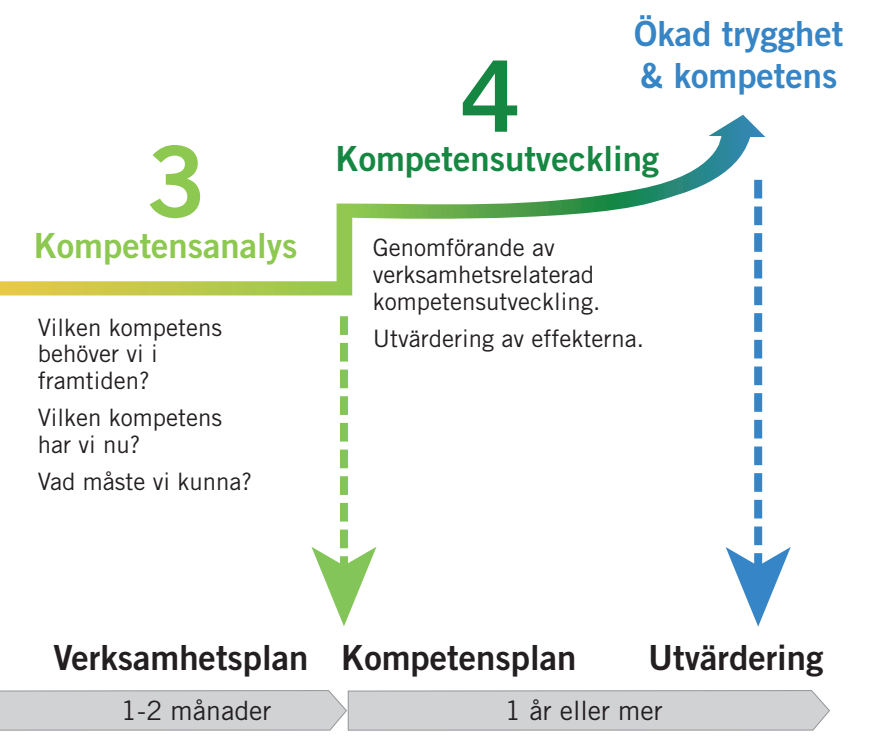 Ökad trygghet
& kompetens
4
Kompetensutveckling
3
Kompetensanalys
Genomförande av
verksamhetsrelaterad
kompetensutveckling.
Utvärdering av effekterna.
Vilken kompetens
behöver vi i
framtiden?
Vilken kompetens
har vi nu?
Vad måste vi kunna?
Verksamhetsplan
Kompetensplan
Utvärdering
1-2 månader
1 år eller mer